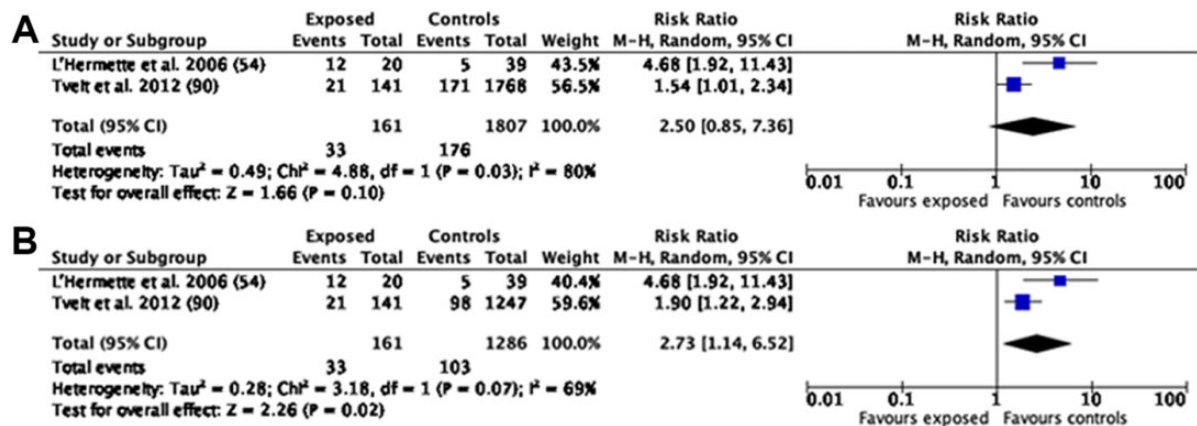 A
Exposed Controls Risk Ratio Risk Ratio
Study or Subgroup Events Total Events Total Weight M-H, Random, 95% CI M-H, Random, 95% CI
L'Hermette et al. 2006 (54) 12 20 5 39 43.5% 4.68 [1.92, 11.43]
Tveit et al. 2012 (90) 21 141 171 1768 56.5% 1.54 [1.01, 2.34]
Total (95% CI) 161 1807 100.0% 2.50 [0.85, 7.36]
Total events 33 176
Heterogeneity: Tau² = 0.49; Chi² = 4.88, df = 1 (P = 0.03); I² = 80%
Test for overall effect: Z = 1.66 (P = 0.10)
0.01 0.1 1 10 100
Favours exposed Favours controls
B
Exposed Controls Risk Ratio Risk Ratio
Study or Subgroup Events Total Events Total Weight M-H, Random, 95% CI M-H, Random, 95% CI
L'Hermette et al. 2006 (54) 12 20 5 39 40.4% 4.68 [1.92, 11.43]
Tveit et al. 2012 (90) 21 141 98 1247 59.6% 1.90 [1.22, 2.94]
Total (95% CI) 161 1286 100.0% 2.73 [1.14, 6.52]
Total events 33 103
Heterogeneity: Tau² = 0.28; Chi² = 3.18, df = 1 (P = 0.07); I² = 69%
Test for overall effect: Z = 2.26 (P = 0.02)
0.01 0.1 1 10 100
Favours exposed Favours controls